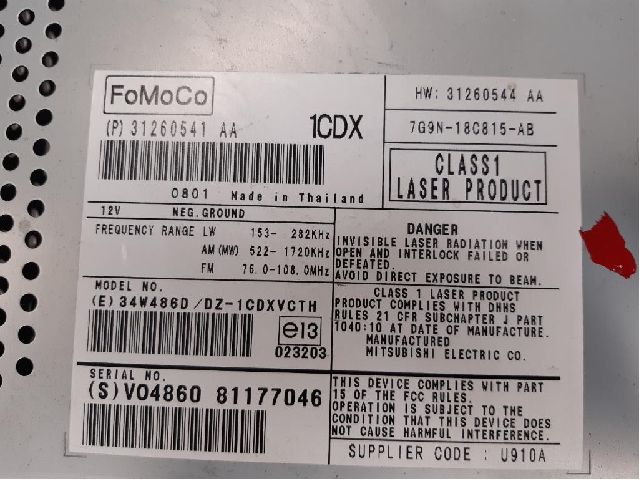 FoMoCo
(P) 31260541 AA
1CDX
0801 Made in Thailand
HW: 31260544 AA
7G9N-18C815-AB
CLASS1
LASER PRODUCT
12V NEG. GROUND
FREQUENCY RANGE LW 153- 282KHz
AM (MW) 522- 1720KHz
FM 76.0-108.0MHz
DANGER
INVISIBLE LASER RADIATION WHEN
OPEN AND INTERLOCK FAILED OR
DEFEATED.
AVOID DIRECT EXPOSURE TO BEAM.
MODEL NO.
(E) 34W486D/DZ-1CDXVCTH
e13
023203
CLASS 1 LASER PRODUCT
PRODUCT COMPLIES WITH DHHS
RULES 21 CFR SUBCHAPTER J PART
1040:10 AT DATE OF MANUFACTURE.
MANUFACTURED
MITSUBISHI ELECTRIC CO.
SERIAL NO.
(S)VO4860 81177046
THIS DEVICE COMPLIES WITH PART
15 OF THE FCC RULES.
OPERATION IS SUBJECT TO THE
CONDITION THAT THIS DEVICE DOES
NOT CAUSE HARMFUL INTERFERENCE.
SUPPLIER CODE : U910A